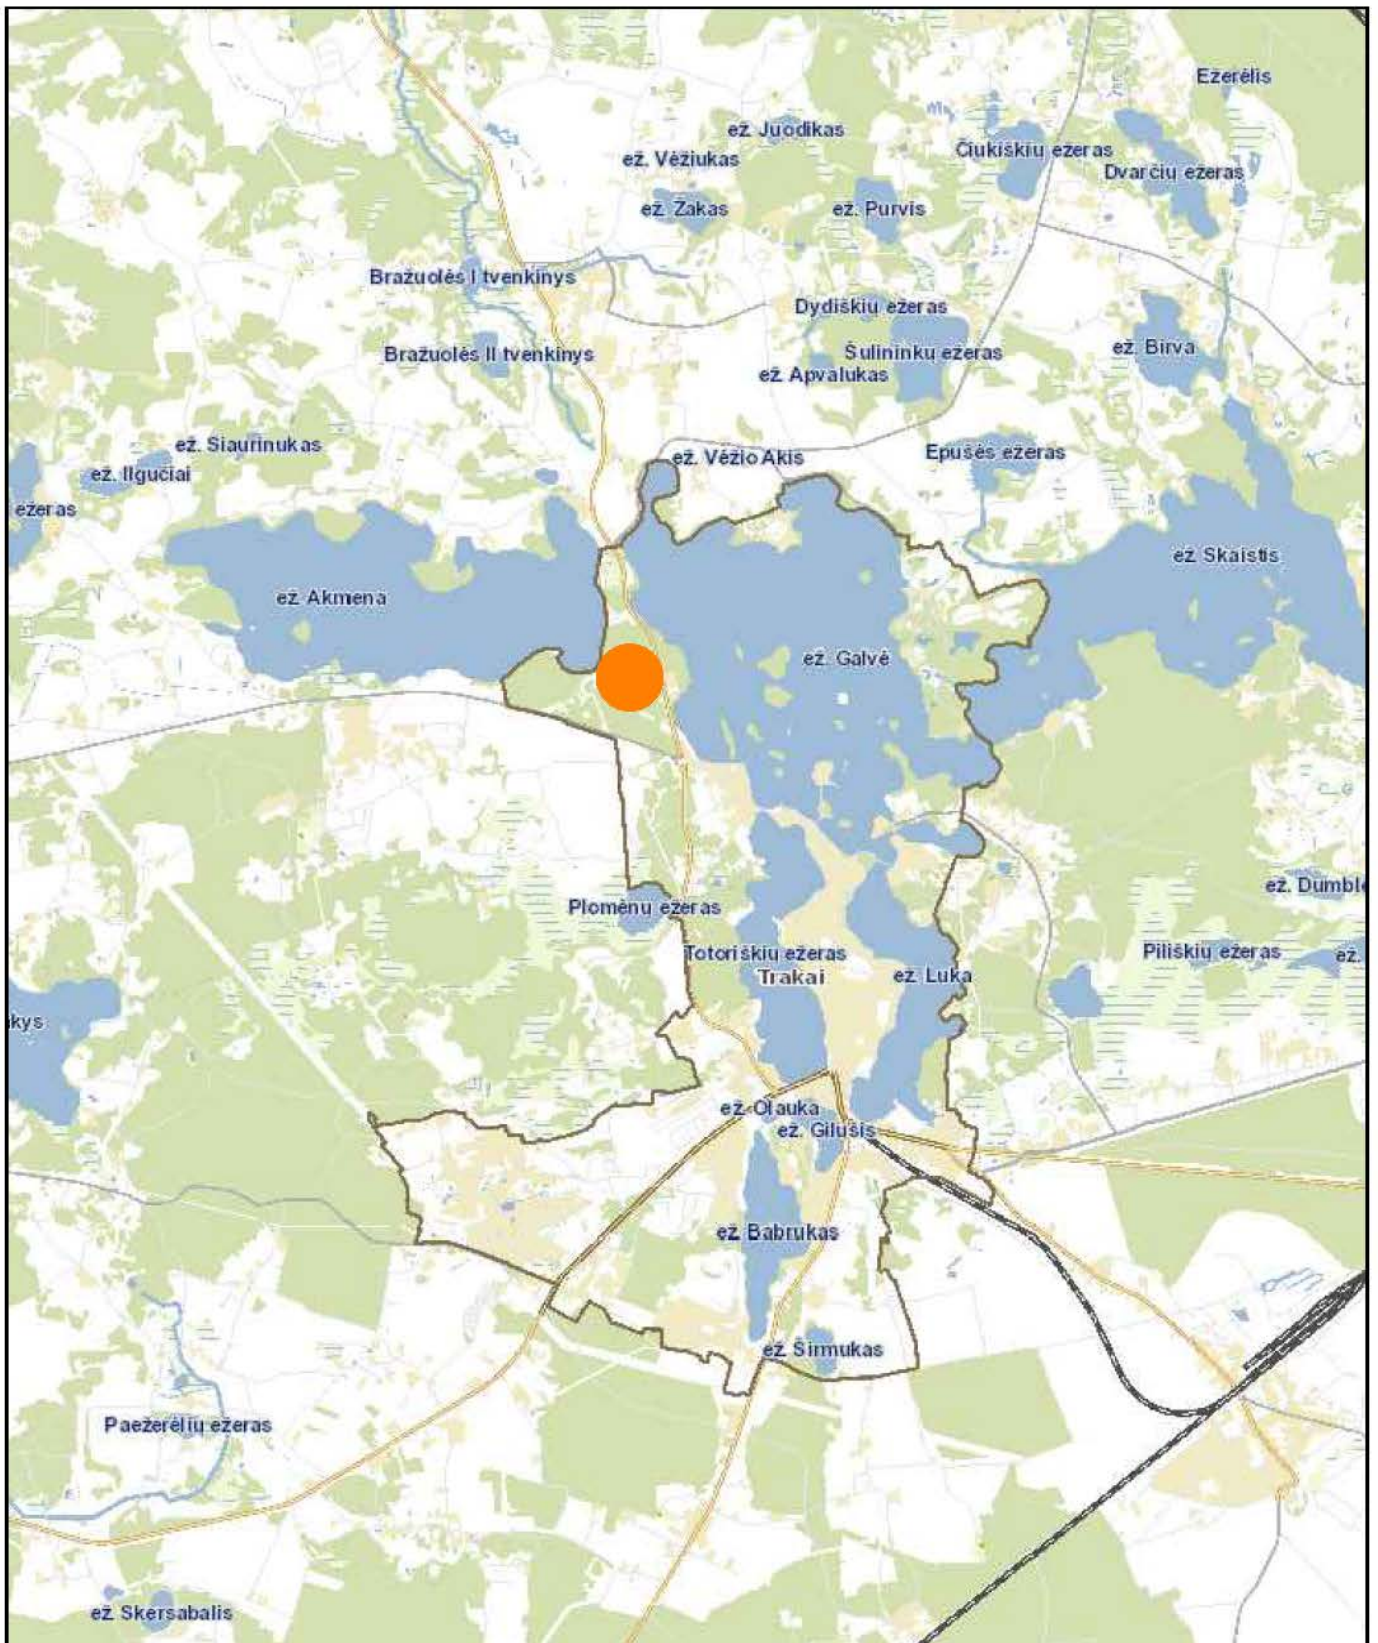 Ežerėlis
ež. Juodikas
Čiukiškių ežeras
ež. Vėžiukas
Dvarčių ežeras
ež. Žakas
ež. Purvis
Bražuolės I tvenkinys
Dydiškių ežeras
ež. Birva
Bražuolės II tvenkinys
Šulininkų ežeras
ež. Apvalukas
ež. Siaurinukas
Epušės ežeras
ež. Vėžio Akis
ež. Ilgučiai
ežeras
ež. Skaistis
ež. Akmena
ež. Galvė
ež. Dumble
Plomėnų ežeras
Totoriškių ežeras
Piliškių ežeras
ež.
Trakai
ež. Luka
kys
ež. Olauka
ež. Gilušis
ež. Babrukas
ež. Širmukas
Paežerėlių ežeras
ež. Skersabalis